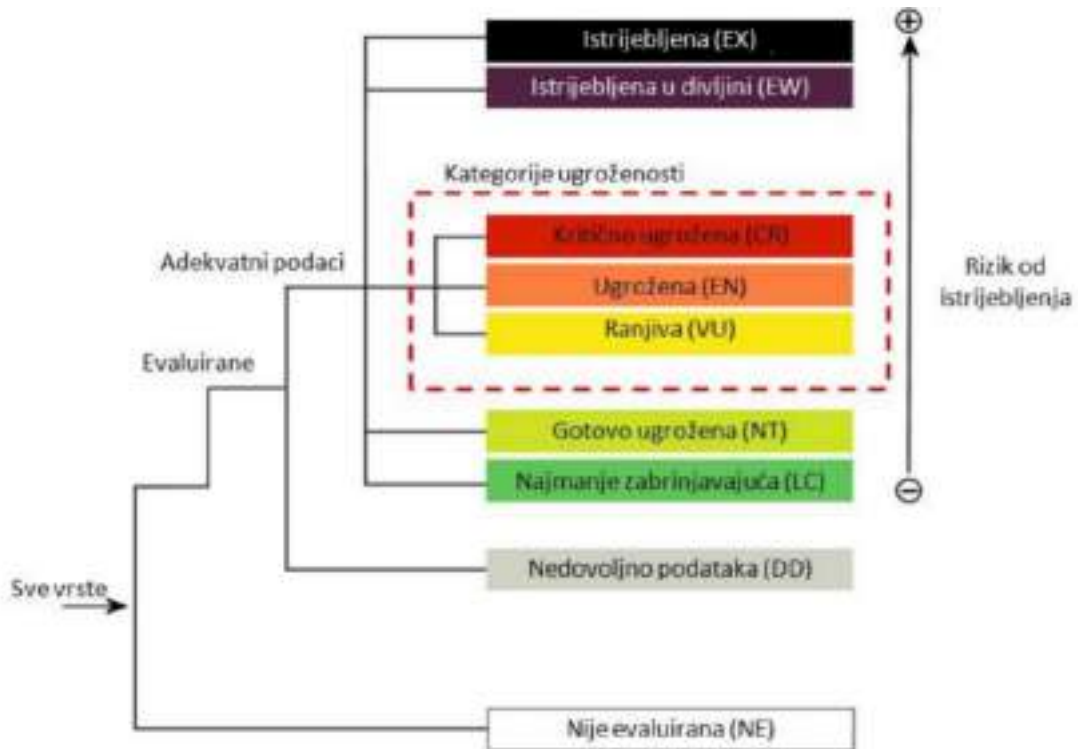 Istrijebljena (EX)
Istrijebljena u divljini (EW)
Kategorije ugroženosti
Kritično ugrožena (CR)
Adekvatni podaci
Ugrožena (EN)
Rizik od
istrijebljenja
Ranjiva (VU)
Evaluirane
Gotovo ugrožena (NT)
Najmanje zabrinjavajuća (LC)
Nedovoljno podataka (DD)
Sve vrste
Nije evaluirana (NE)